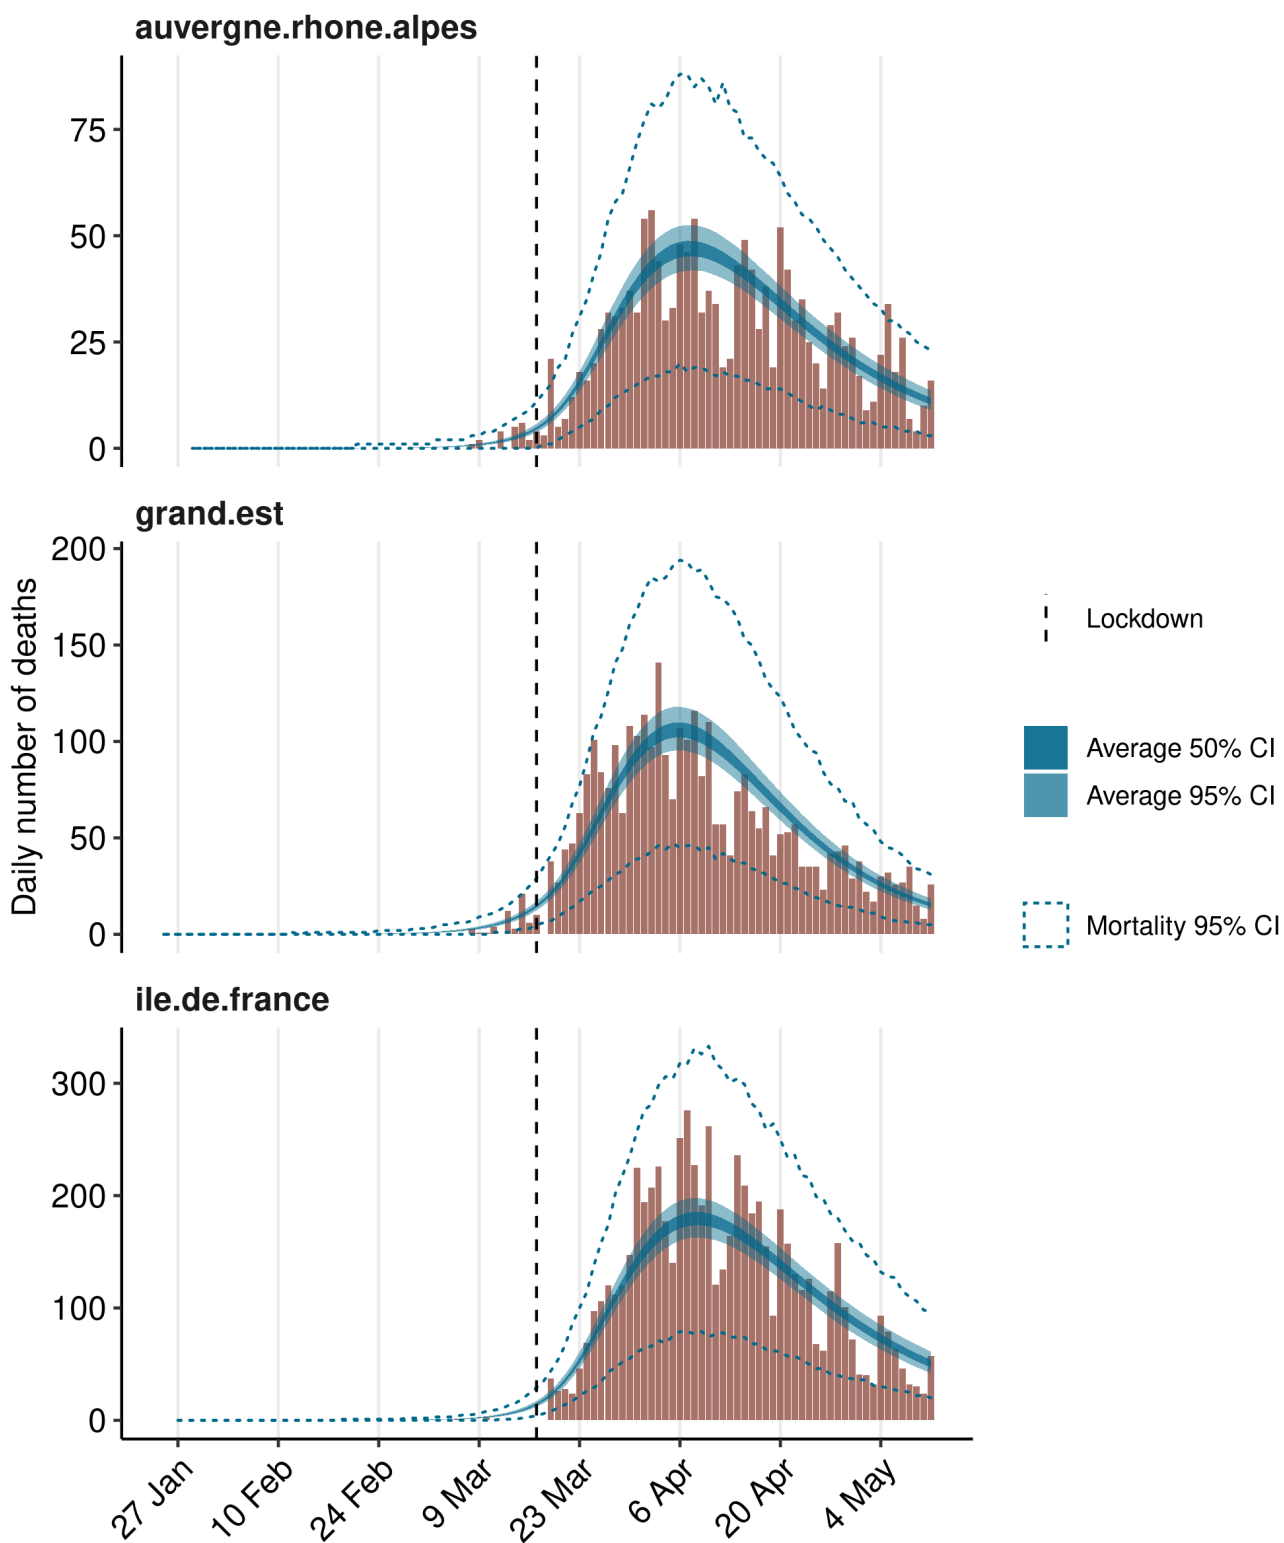 auvergne.rhone.alpes
75
50
25
0
grand.est
200
150
100
50
0
Daily number of deaths
Lockdown
Average 50% CI
Average 95% CI
Mortality 95% CI
ile.de.france
300
200
100
0
27 Jan
10 Feb
24 Feb
9 Mar
23 Mar
6 Apr
20 Apr
4 May